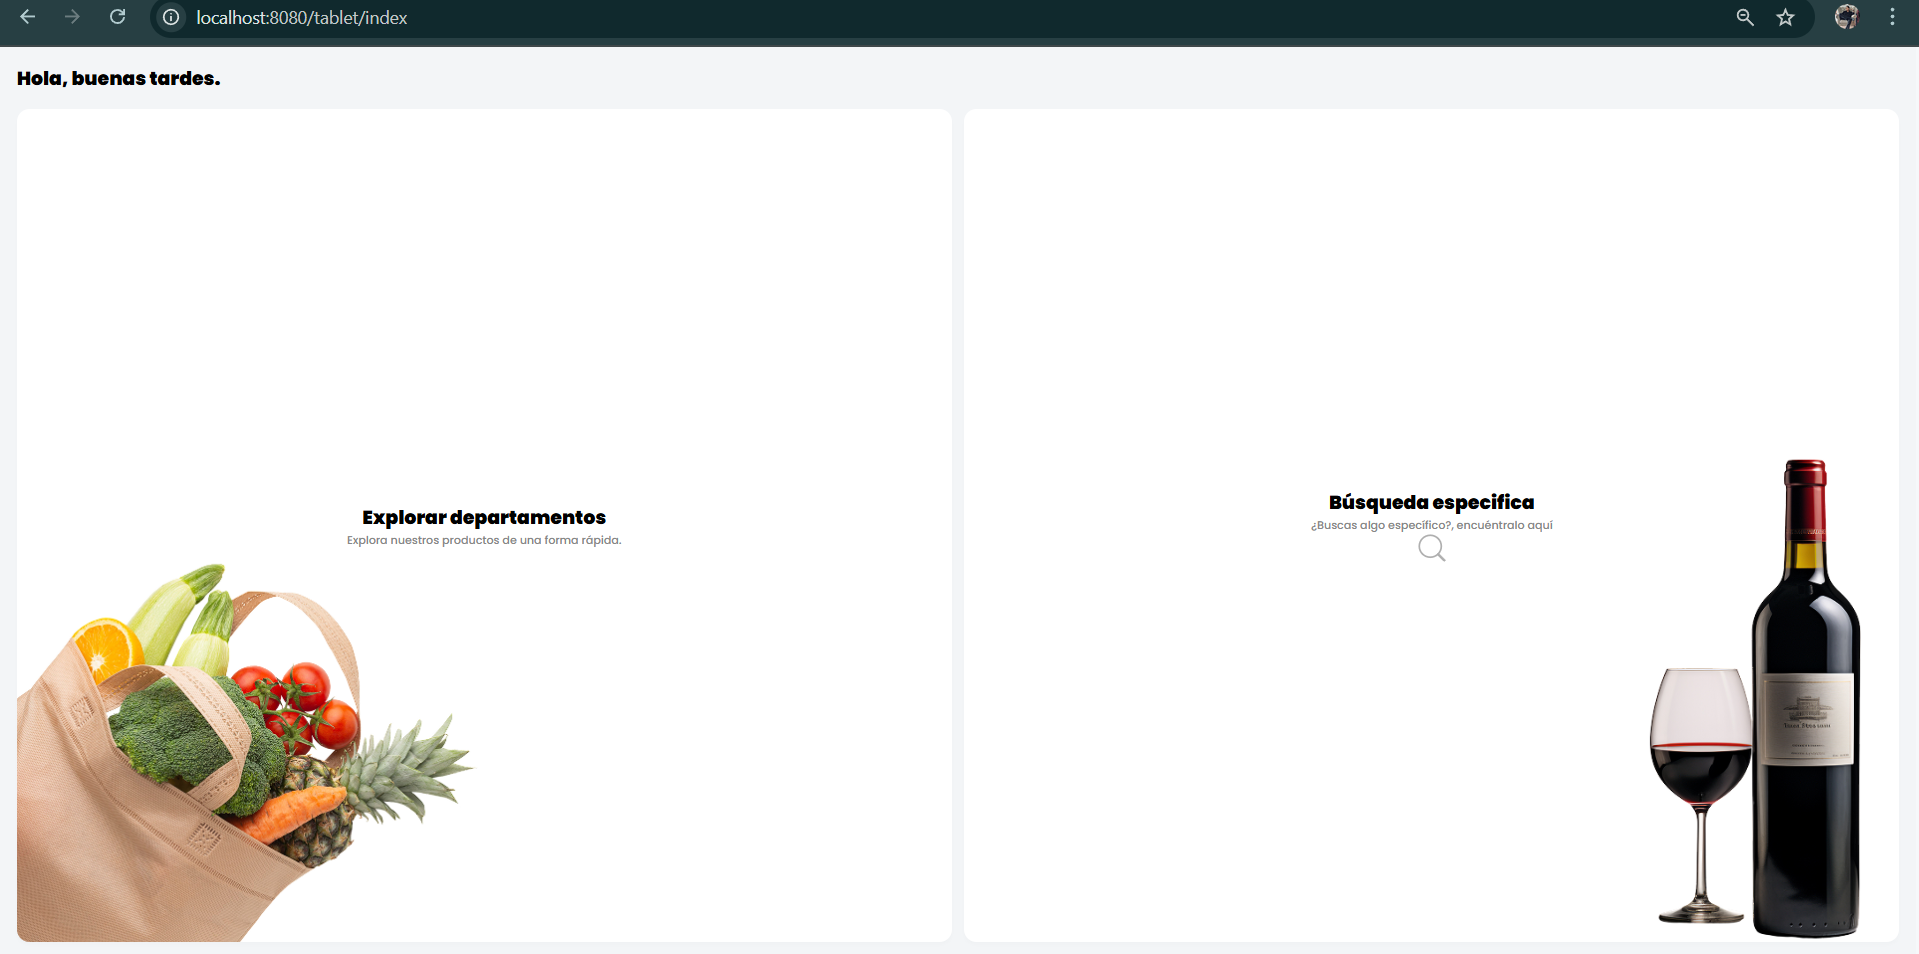 localhost:8080/tablet/index
Hola, buenas tardes.
Explorar departamentos
Explora nuestros productos de una forma rápida.
Búsqueda especifica
¿Buscas algo específico?, encuéntralo aquí